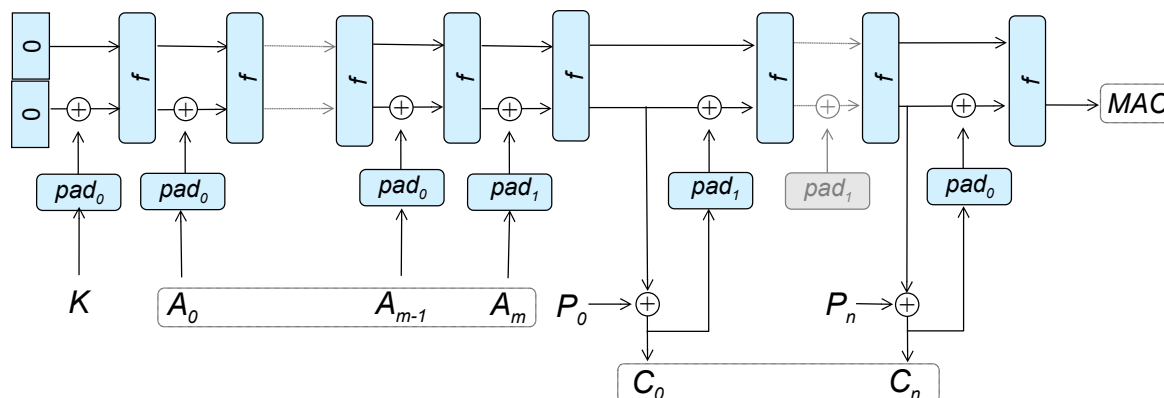 0 f f f f f f f f
0 MAC
pad₀ pad₀ pad₀ pad₁ pad₁ pad₁ pad₀
K A₀ Aₘ₋₁ Aₘ P₀ Pₙ
C₀ Cₙ